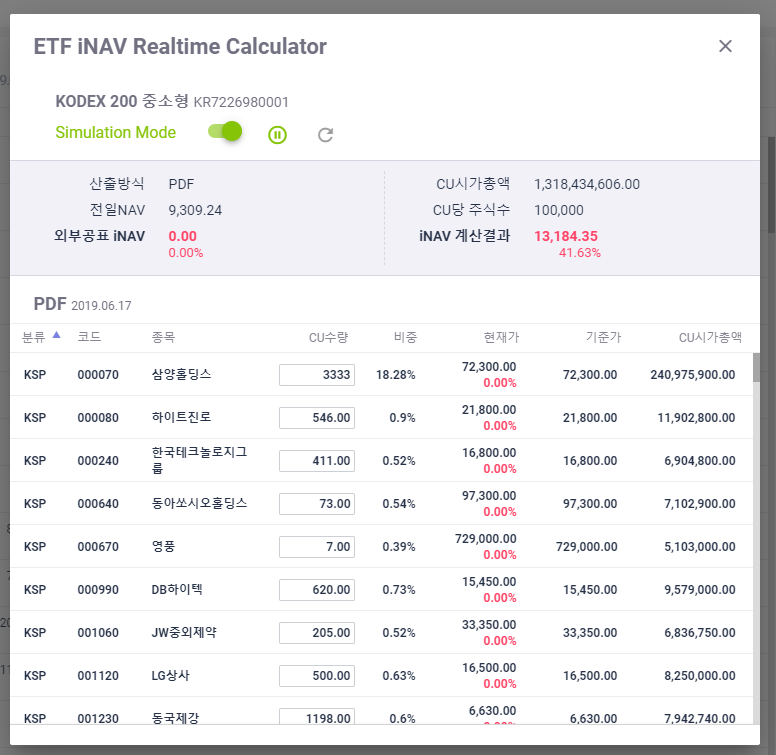 ETF iNAV Realtime Calculator
KODEX 200 중소형 KR7226980001
Simulation Mode
산출방식 PDF CU시가총액 1,318,434,606.00
전일NAV 9,309.24 CU당 주식수 100,000
외부공표 iNAV 0.00 iNAV 계산결과 13,184.35
0.00% 41.63%
PDF 2019.06.17
분류 코드 종목 CU수량 비중 현재가 기준가 CU시가총액
KSP 000070 삼양홀딩스 3333 18.28% 72,300.00 72,300.00 240,975,900.00
0.00%
KSP 000080 하이트진로 546.00 0.9% 21,800.00 21,800.00 11,902,800.00
0.00%
KSP 000240 한국테크놀로지그 411.00 0.52% 16,800.00 16,800.00 6,904,800.00
룹 0.00%
KSP 000640 동아쏘시오홀딩스 73.00 0.54% 97,300.00 97,300.00 7,102,900.00
0.00%
KSP 000670 영풍 7.00 0.39% 729,000.00 729,000.00 5,103,000.00
0.00%
KSP 000990 DB하이텍 620.00 0.73% 15,450.00 15,450.00 9,579,000.00
0.00%
KSP 001060 JW중외제약 205.00 0.52% 33,350.00 33,350.00 6,836,750.00
0.00%
KSP 001120 LG상사 500.00 0.63% 16,500.00 16,500.00 8,250,000.00
0.00%
KSP 001230 동국제강 1198.00 0.6% 6,630.00 6,630.00 7,942,740.00